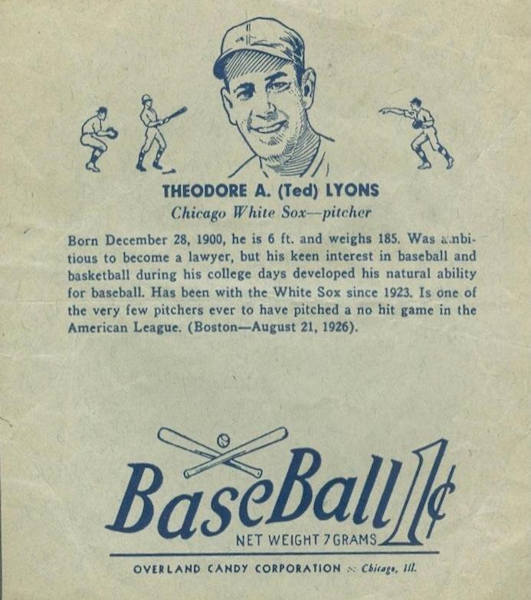 THEODORE A. (Ted) LYONS
Chicago White Sox—pitcher
Born December 28, 1900, he is 6 ft. and weighs 185. Was ambi-
tious to become a lawyer, but his keen interest in baseball and
basketball during his college days developed his natural ability
for baseball. Has been with the White Sox since 1923. Is one of
the very few pitchers ever to have pitched a no hit game in the
American League. (Boston—August 21, 1926).
BaseBall 1¢
NET WEIGHT 7 GRAMS
OVERLAND CANDY CORPORATION :- Chicago, Ill.